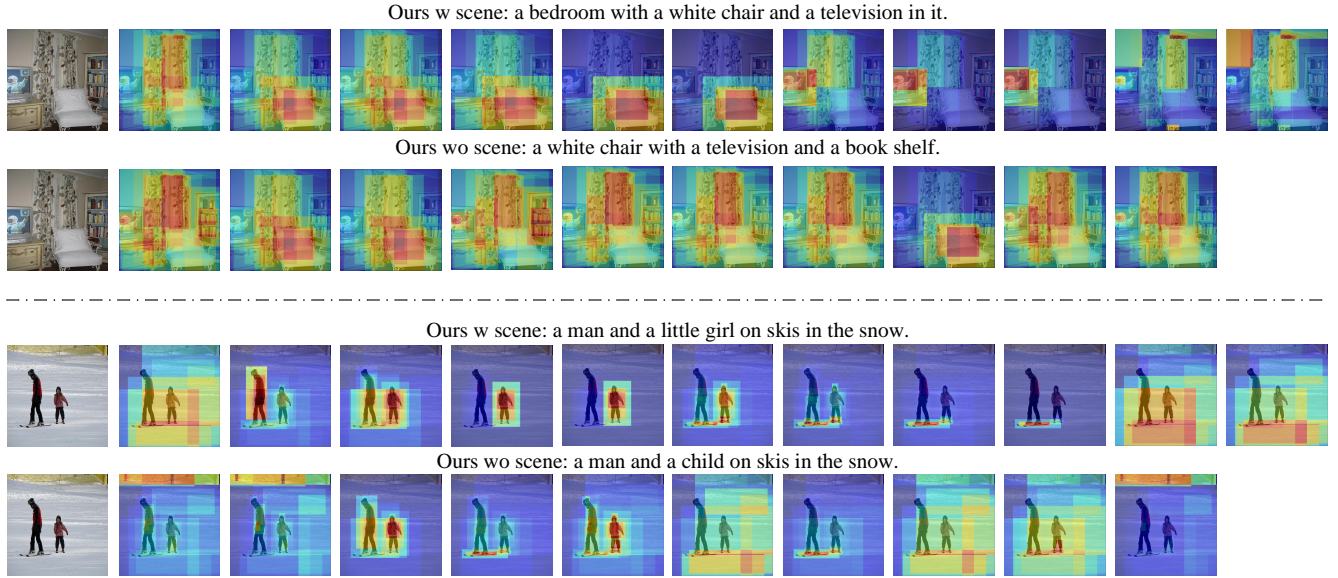 Ours w scene: a bedroom with a white chair and a television in it.
Ours wo scene: a white chair with a television and a book shelf.
Ours w scene: a man and a little girl on skis in the snow.
Ours wo scene: a man and a child on skis in the snow.